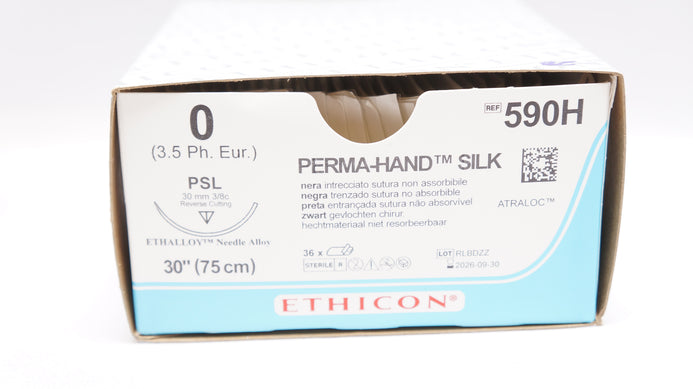 0
(3.5 Ph. Eur.)
PSL
30 mm 3/8c
Reverse Cutting
ETHALLOY™ Needle Alloy
30" (75 cm)
REF 590H
PERMA-HAND™ SILK
nera intrecciato sutura non assorbibile
negra trenzado sutura no absorbible
preta entrançada sutura não absorvível
zwart gevlochten chirur.
hechtmateriaal niet resorbeerbaar
ATRALOC™
36 x
STERILE R
LOT RLBDZZ
2026-09-30
ETHICON®